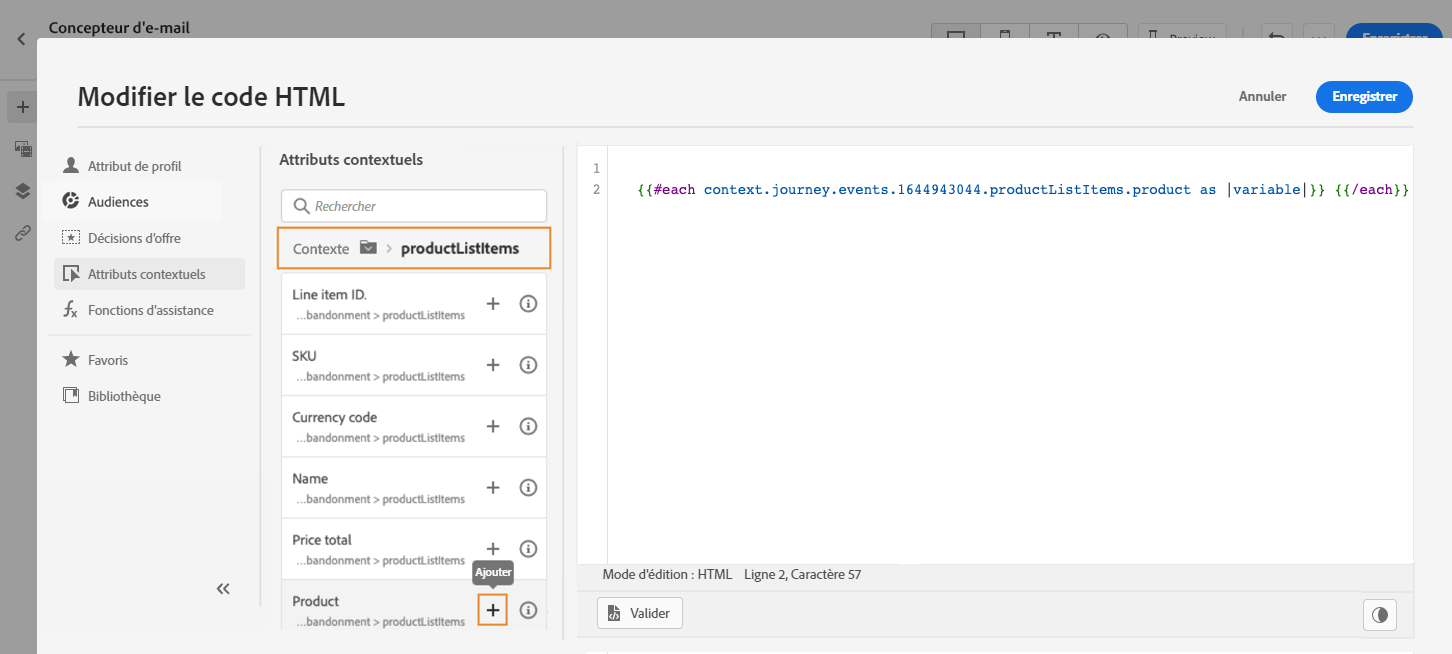 Concepteur d'e-mail
Preview
Enregistrer
Modifier le code HTML
Annuler
Enregistrer
Attribut de profil
Audiences
Décisions d'offre
Attributs contextuels
Fonctions d'assistance
Favoris
Bibliothèque
Attributs contextuels
Rechercher
Contexte > productListItems
Line item ID.
...bandonment > productListItems
SKU
...bandonment > productListItems
Currency code
...bandonment > productListItems
Name
...bandonment > productListItems
Price total
...bandonment > productListItems
Ajouter
Product
...bandonment > productListItems
1
2 {{#each context.journey.events.1644943044.productListItems.product as |variable|}} {{/each}}
Mode d'édition : HTML Ligne 2, Caractère 57
Valider